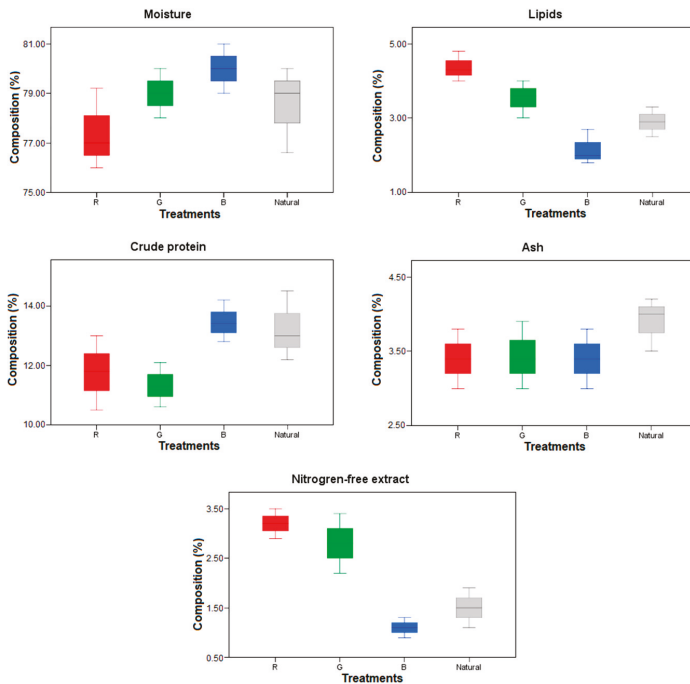 Moisture
Composition (%)
81.00
79.00
77.00
75.00
R
G
B
Natural
Treatments
Lipids
Composition (%)
5.00
3.00
1.00
R
G
B
Natural
Treatments
Crude protein
Composition (%)
14.00
12.00
10.00
R
G
B
Natural
Treatments
Ash
Composition (%)
4.50
3.50
2.50
R
G
B
Natural
Treatments
Nitrogren-free extract
Composition (%)
3.50
2.50
1.50
0.50
R
G
B
Natural
Treatments